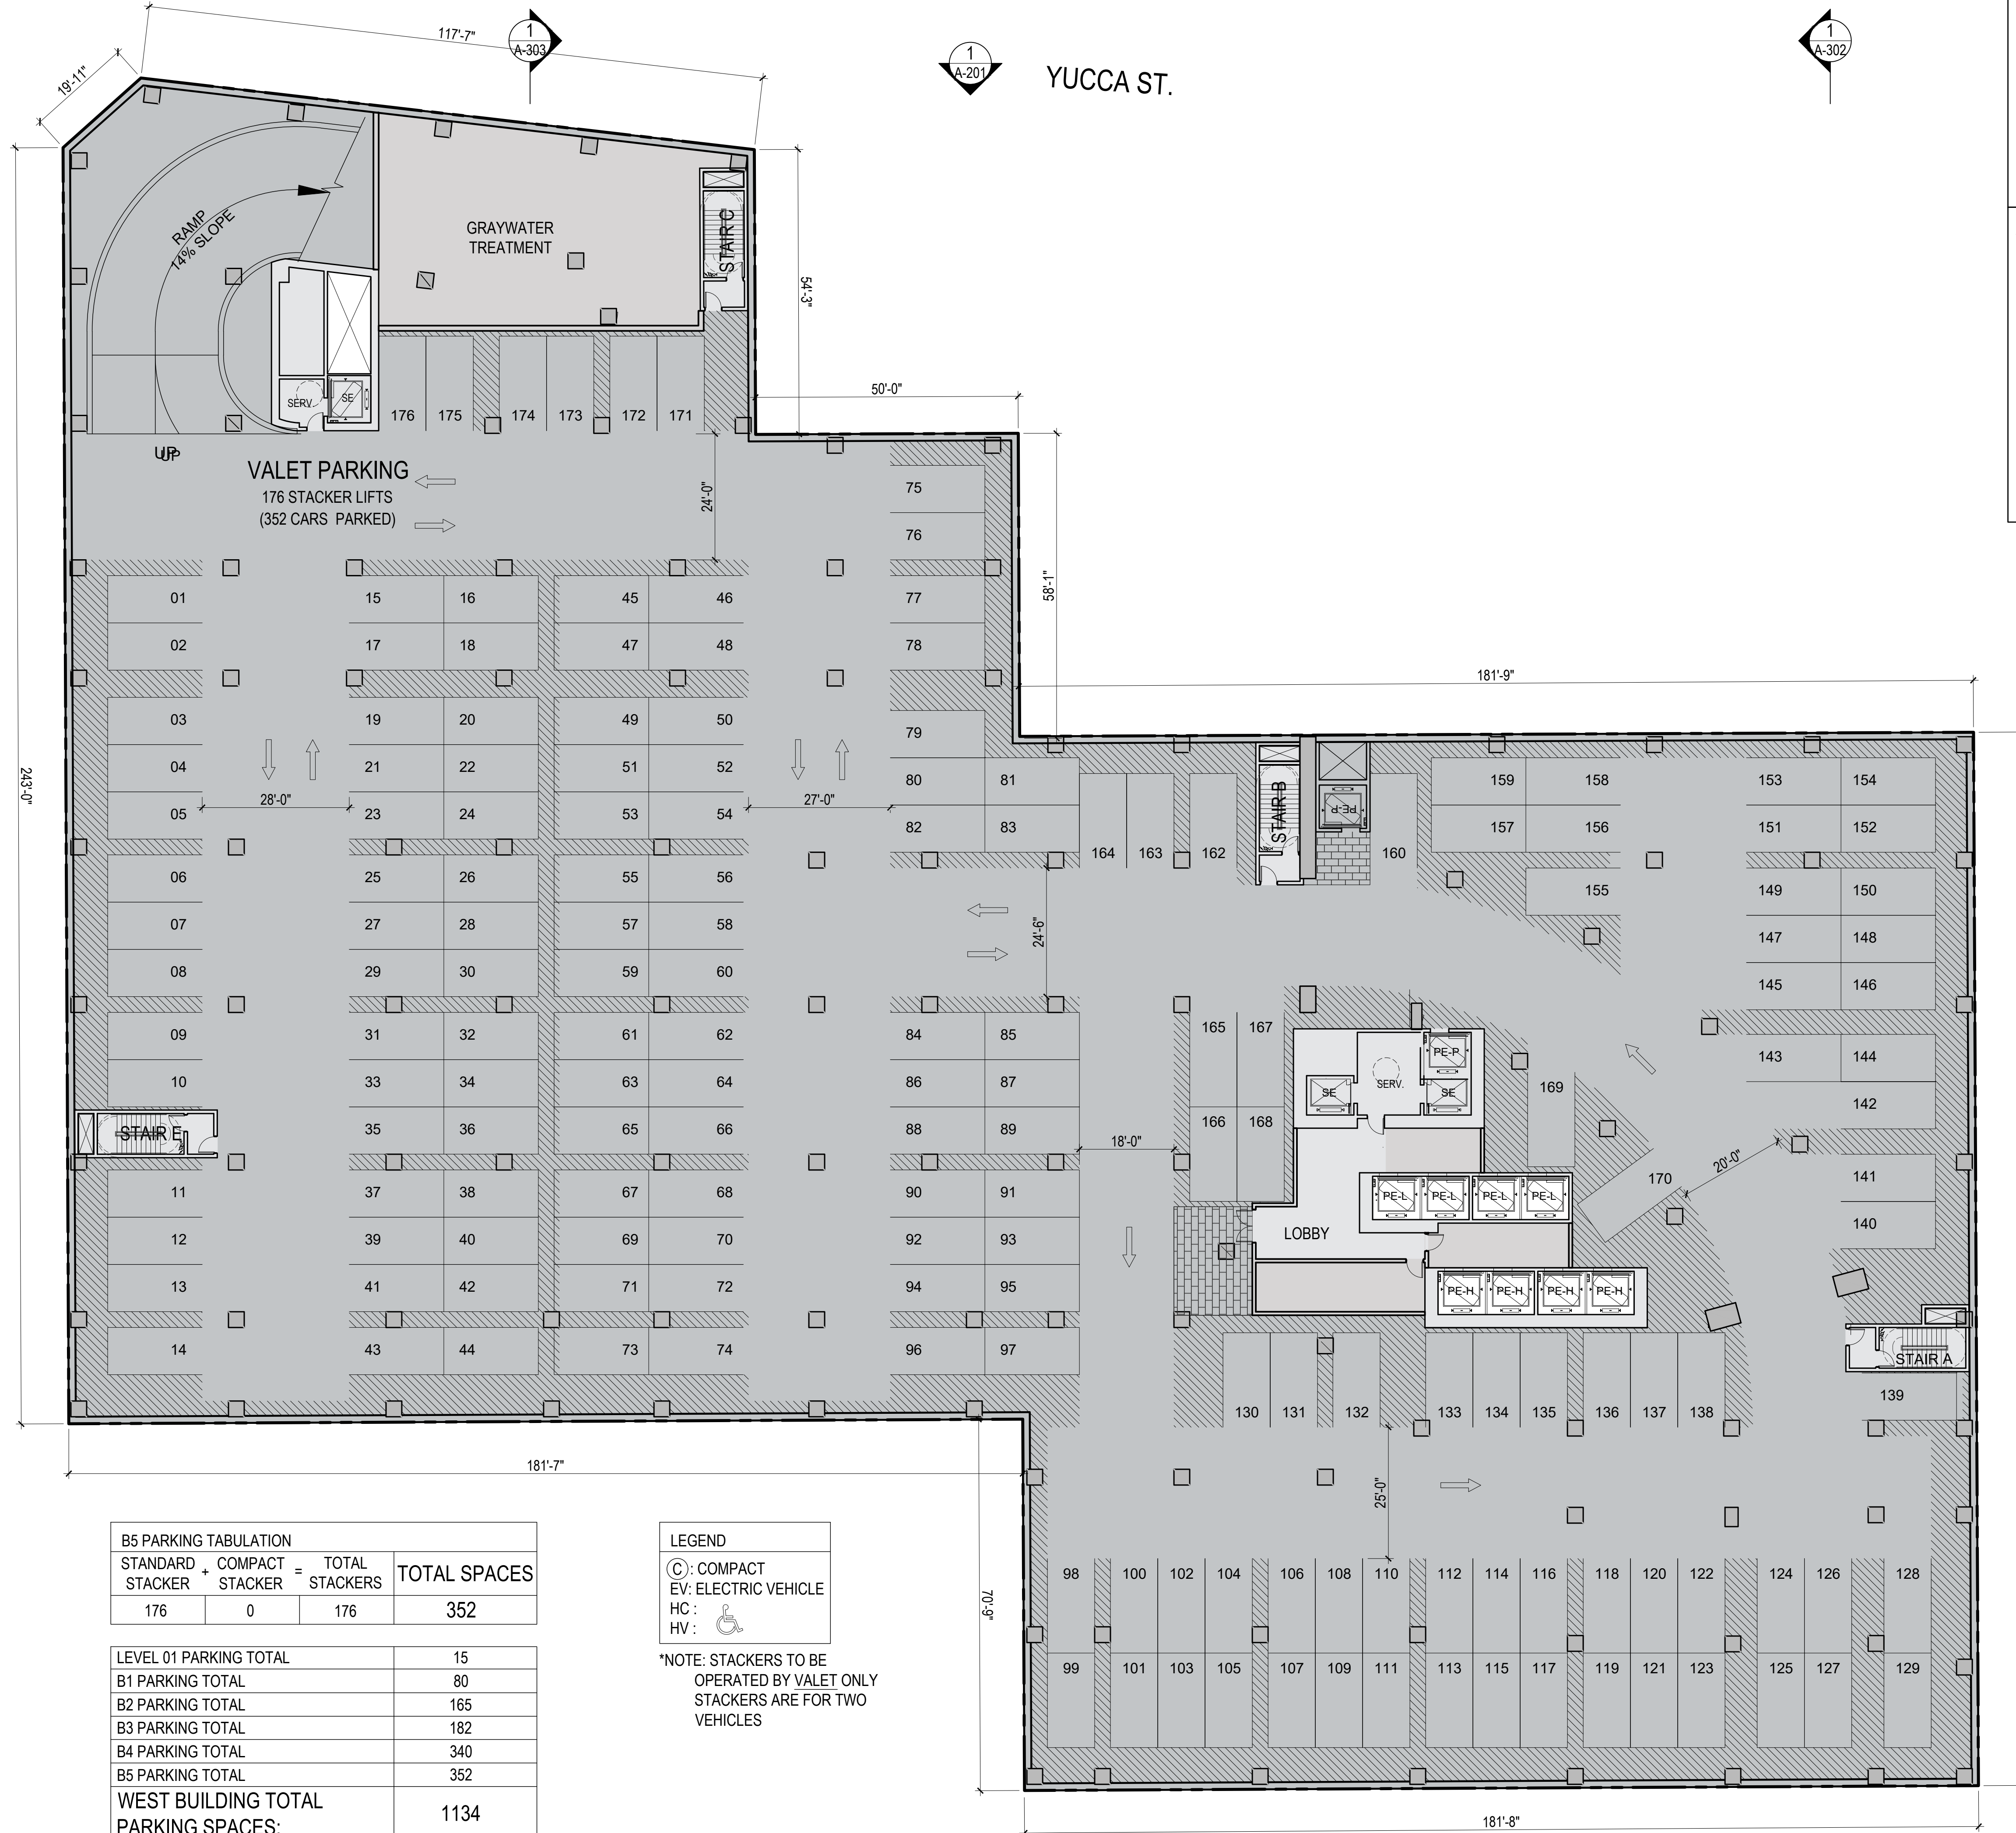 117'-7"
1
A-303
1
A-201
YUCCA ST.
1
A-302
19'-11"
RAMP
14% SLOPE
GRAYWATER
TREATMENT
STAIR C
54'-3"
SERV.
SE
176 175 174 173 172 171
50'-0"
UP
UP
VALET PARKING
176 STACKER LIFTS
(352 CARS PARKED)
24'-0"
75
76
58'-1"
01 15 16 45 46 77
02 17 18 47 48 78
181'-9"
03 19 20 49 50 79
04 21 22 51 52 80 81
05 23 24 53 54 82 83
243'-0"
28'-0"
27'-0"
164 163 162
STAIR B
PE-P
160
159 158 153 154
157 156 151 152
06 25 26 55 56
155 149 150
07 27 28 57 58
24'-6"
147 148
08 29 30 59 60
145 146
09 31 32 61 62 84 85
165 167
PE-P
143 144
10 33 34 63 64 86 87
SE
SERV.
SE
169
142
35 36 65 66 88 89
166 168
STAIR E
18'-0"
20'-0"
11 37 38 67 68 90 91
PE-L PE-L PE-L PE-L
170
141
12 39 40 69 70 92 93
LOBBY
140
13 41 42 71 72 94 95
PE-H PE-H PE-H PE-H
14 43 44 73 74 96 97
STAIR A
139
130 131 132 133 134 135 136 137 138
181'-7"
25'-0"
70'-9"
98 100 102 104 106 108 110 112 114 116 118 120 122 124 126 128
99 101 103 105 107 109 111 113 115 117 119 121 123 125 127 129
181'-8"
B5 PARKING TABULATION
STANDARD STACKER + COMPACT STACKER = TOTAL STACKERS TOTAL SPACES
176 0 176 352
LEVEL 01 PARKING TOTAL 15
B1 PARKING TOTAL 80
B2 PARKING TOTAL 165
B3 PARKING TOTAL 182
B4 PARKING TOTAL 340
B5 PARKING TOTAL 352
WEST BUILDING TOTAL
PARKING SPACES: 1134
LEGEND
C : COMPACT
EV: ELECTRIC VEHICLE
HC :
HV :
*NOTE: STACKERS TO BE
OPERATED BY VALET ONLY
STACKERS ARE FOR TWO
VEHICLES